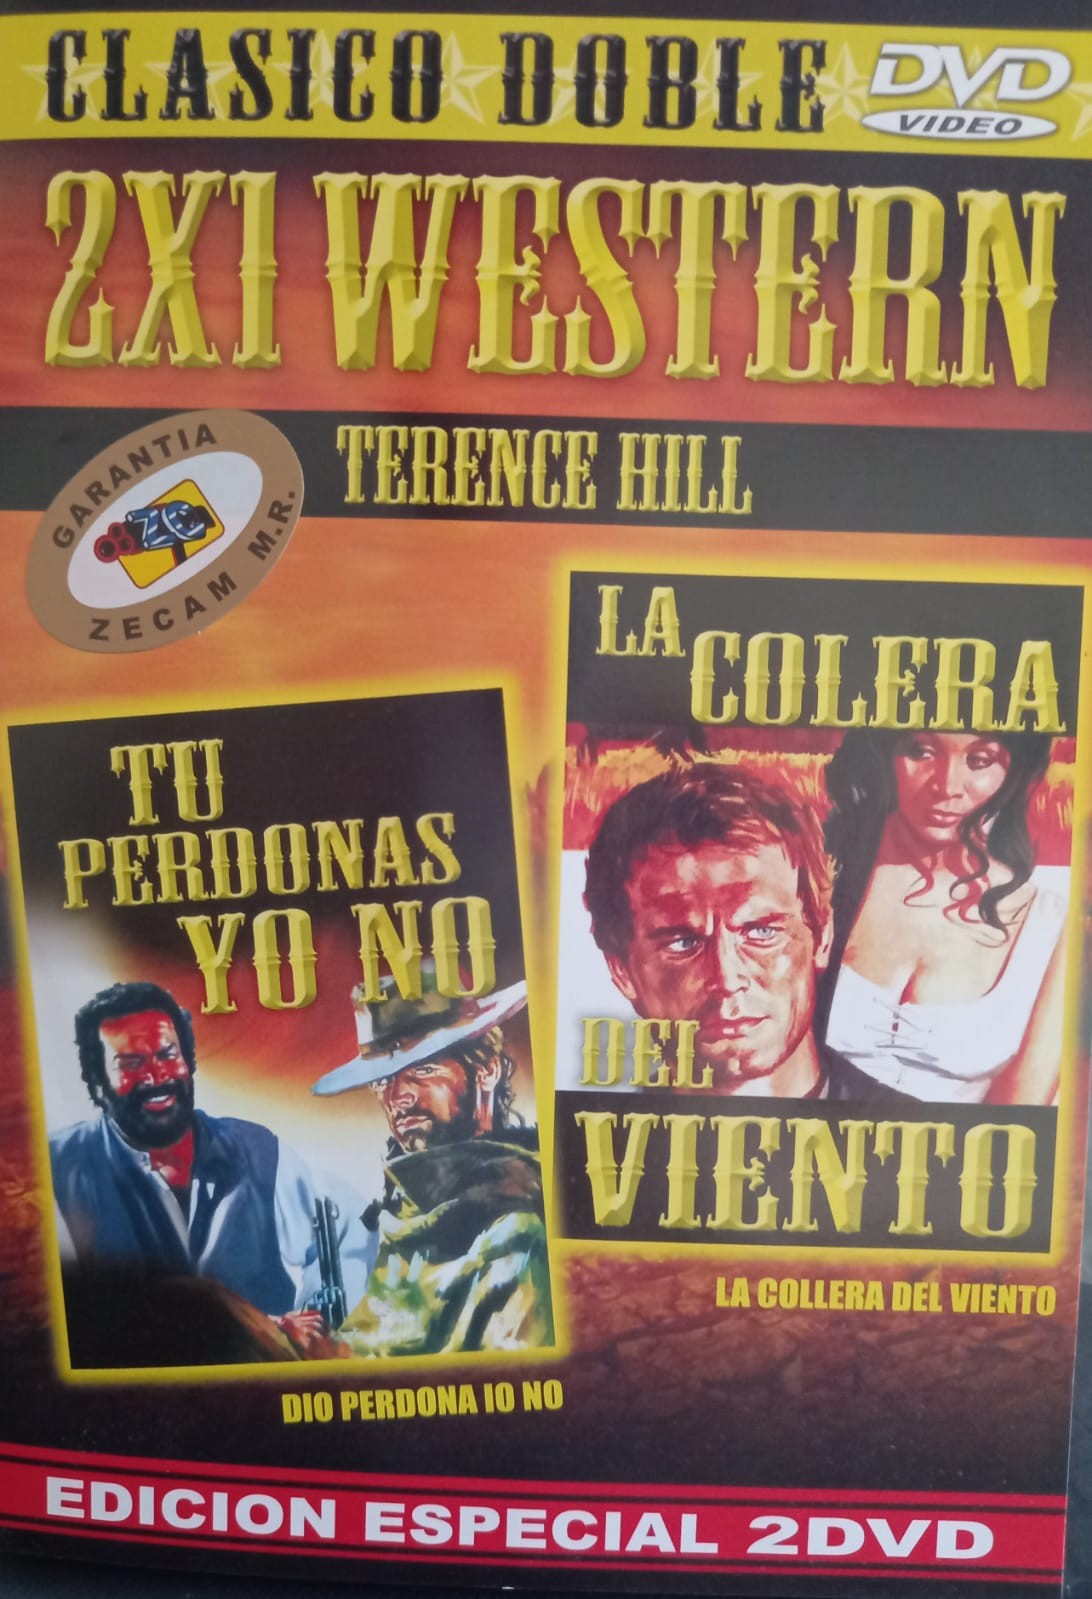 CLASICO DOBLE
DVD
VIDEO
2X1 WESTERN
TERENCE HILL
GARANTIA
ZC
ZECAM M.R.
LA
COLERA
DEL
VIENTO
LA COLLERA DEL VIENTO
TU
PERDONAS
YO NO
DIO PERDONA IO NO
EDICION ESPECIAL 2DVD